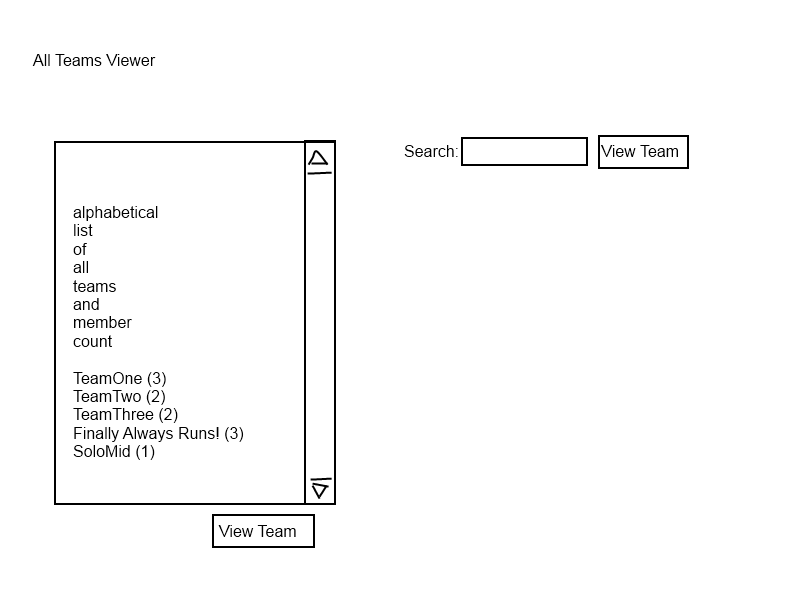 All Teams Viewer
Search:
View Team
alphabetical
list
of
all
teams
and
member
count
TeamOne (3)
TeamTwo (2)
TeamThree (2)
Finally Always Runs! (3)
SoloMid (1)
View Team